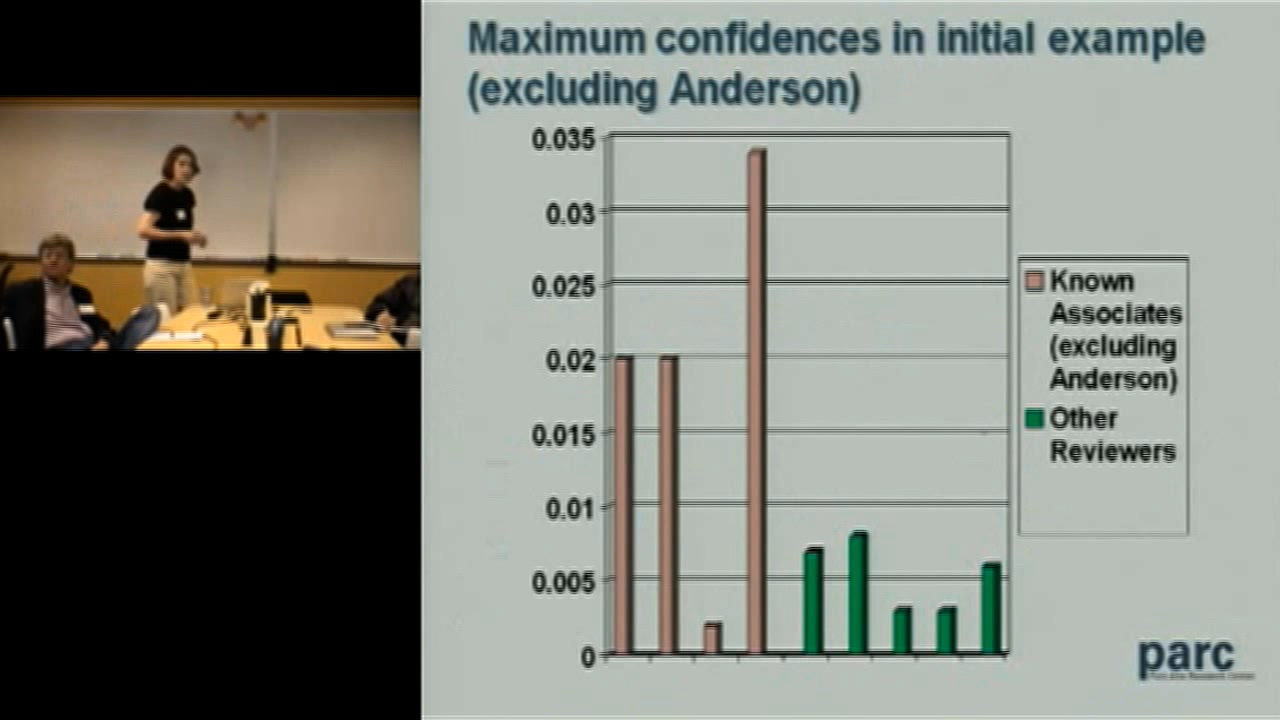 Maximum confidences in initial example
(excluding Anderson)
0.035
0.03
0.025
0.02
0.015
0.01
0.005
0
Known
Associates
(excluding
Anderson)
Other
Reviewers
parc